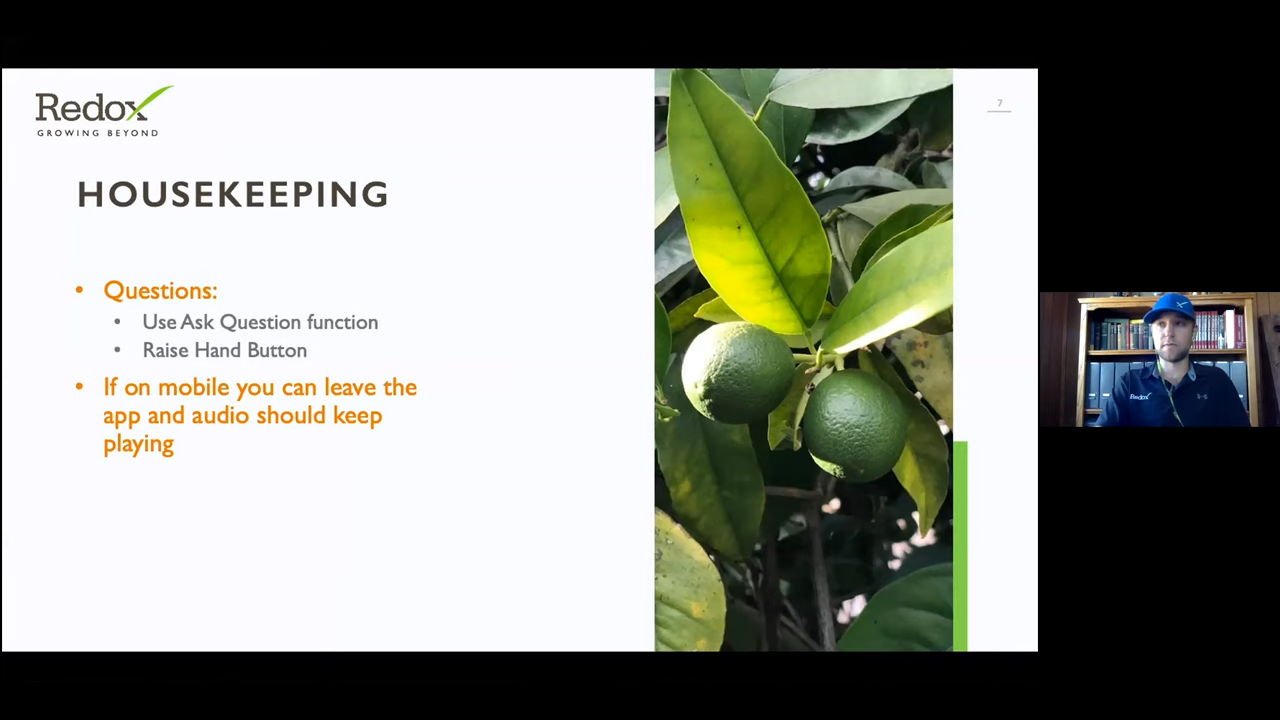 Redox
GROWING BEYOND
7
HOUSEKEEPING
• Questions:
• Use Ask Question function
• Raise Hand Button
• If on mobile you can leave the
app and audio should keep
playing
Redox